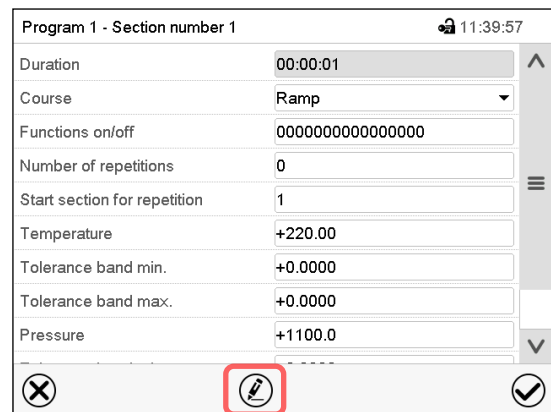 Program 1 - Section number 1 11:39:57
Duration 00:00:01
Course Ramp
Functions on/off 0000000000000000
Number of repetitions 0
Start section for repetition 1
Temperature +220.00
Tolerance band min. +0.0000
Tolerance band max. +0.0000
Pressure +1100.0